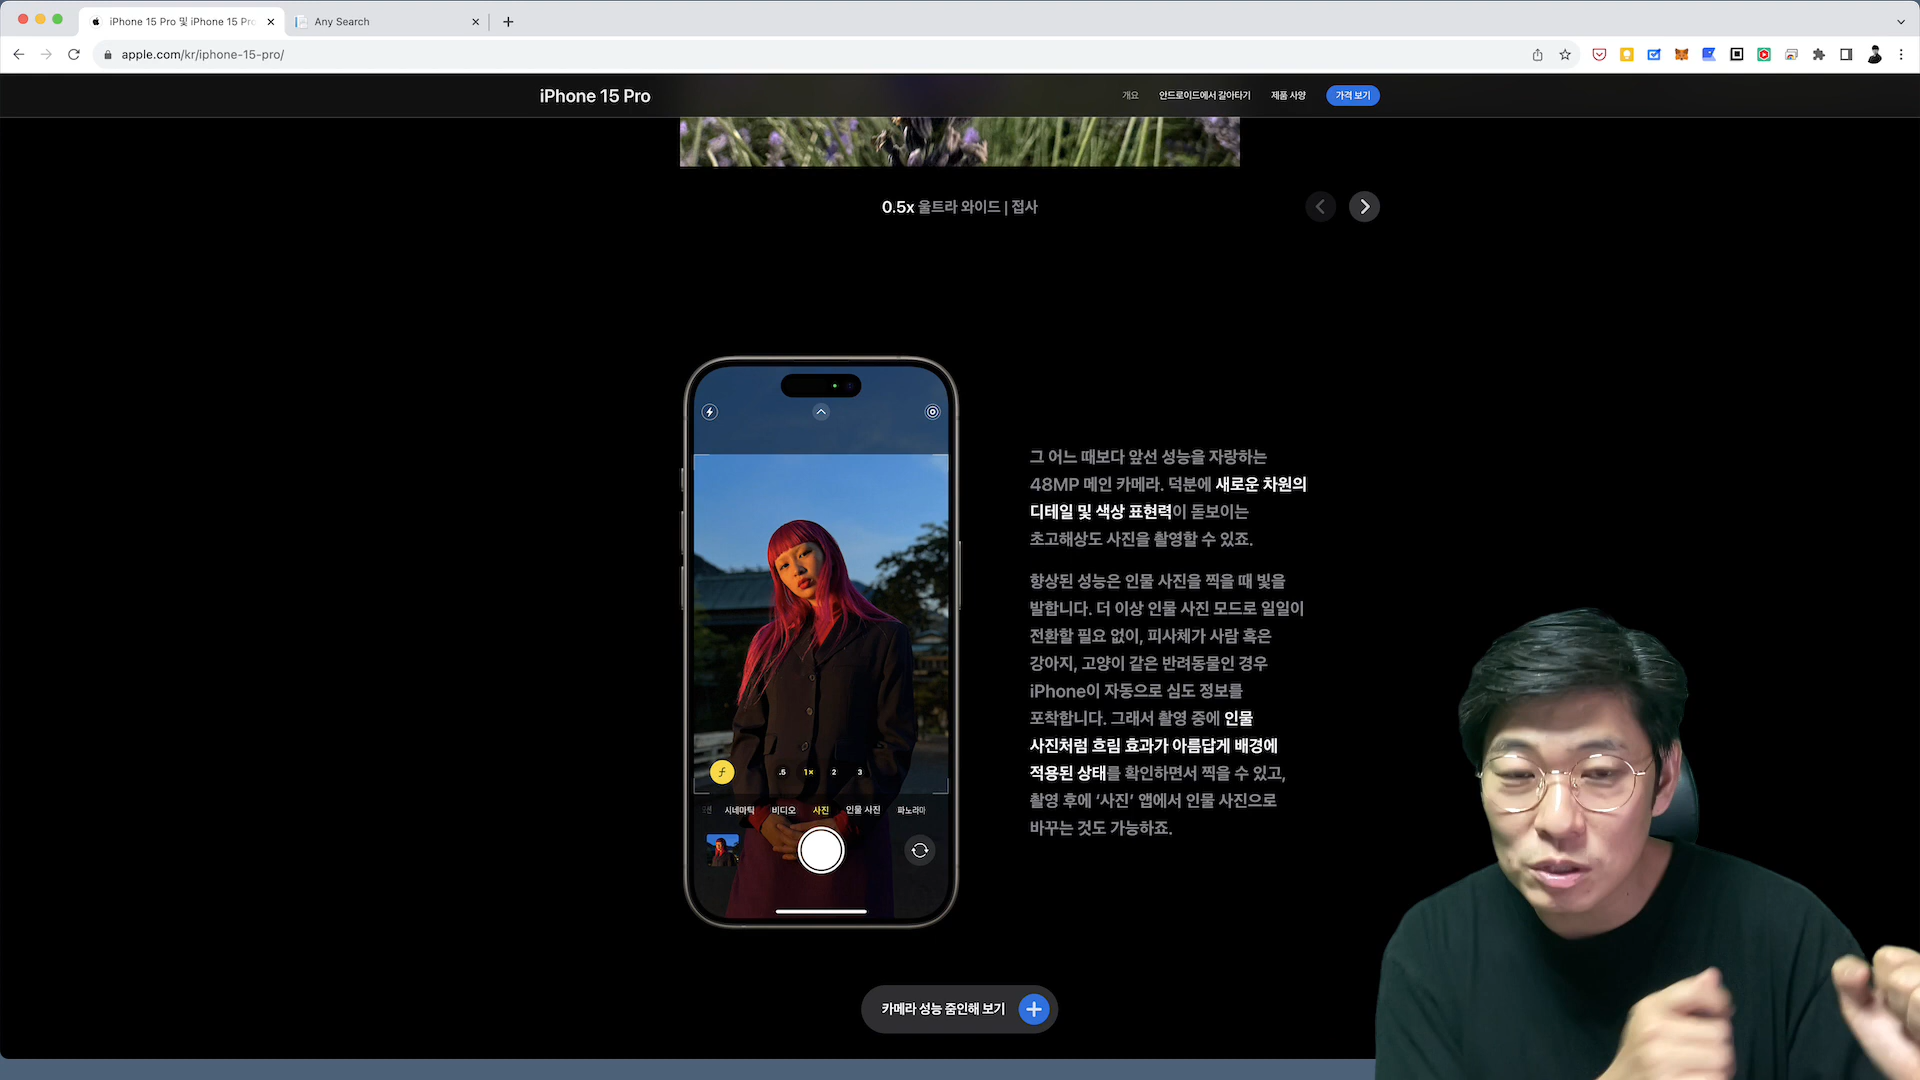 iPhone 15 Pro 및 iPhone 15 Pro
Any Search
apple.com/kr/iphone-15-pro/
iPhone 15 Pro
개요
안드로이드에서 갈아타기
제품 사양
가격 보기
0.5x 울트라 와이드 | 접사
그 어느 때보다 앞선 성능을 자랑하는
48MP 메인 카메라. 덕분에 새로운 차원의
디테일 및 색상 표현력이 돋보이는
초고해상도 사진을 촬영할 수 있죠.
향상된 성능은 인물 사진을 찍을 때 빛을
발합니다. 더 이상 인물 사진 모드로 일일이
전환할 필요 없이, 피사체가 사람 혹은
강아지, 고양이 같은 반려동물인 경우
iPhone이 자동으로 심도 정보를
포착합니다. 그래서 촬영 중에 인물
사진처럼 흐림 효과가 아름답게 배경에
적용된 상태를 확인하면서 찍을 수 있고,
촬영 후에 ‘사진’ 앱에서 인물 사진으로
바꾸는 것도 가능하죠.
f
.5 1× 2 3
시네마틱 비디오 사진 인물 사진 파노라마
카메라 성능 줌인해 보기